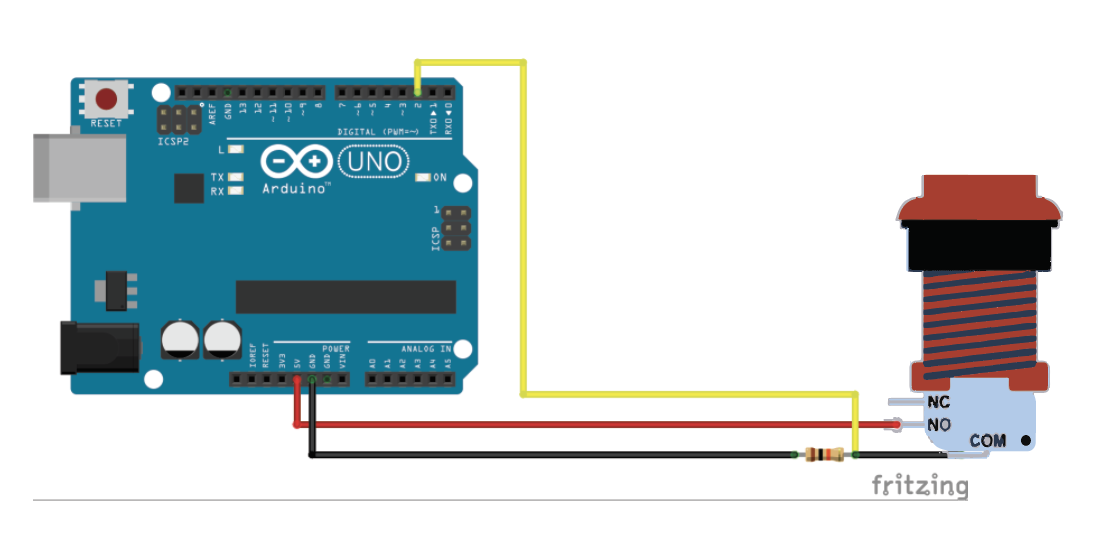 RESET
ICSP2
AREF
GND
13
12
~11
~10
~9
8
7
~6
~5
4
~3
2
TX0▶1
RX0◀0
DIGITAL (PWM=~)
L
TX
RX
UNO
Arduino™
ON
1
ICSP
POWER
ANALOG IN
IOREF
RESET
3V3
5V
GND
GND
VIN
A0
A1
A2
A3
A4
A5
NC
NO
COM
fritzing